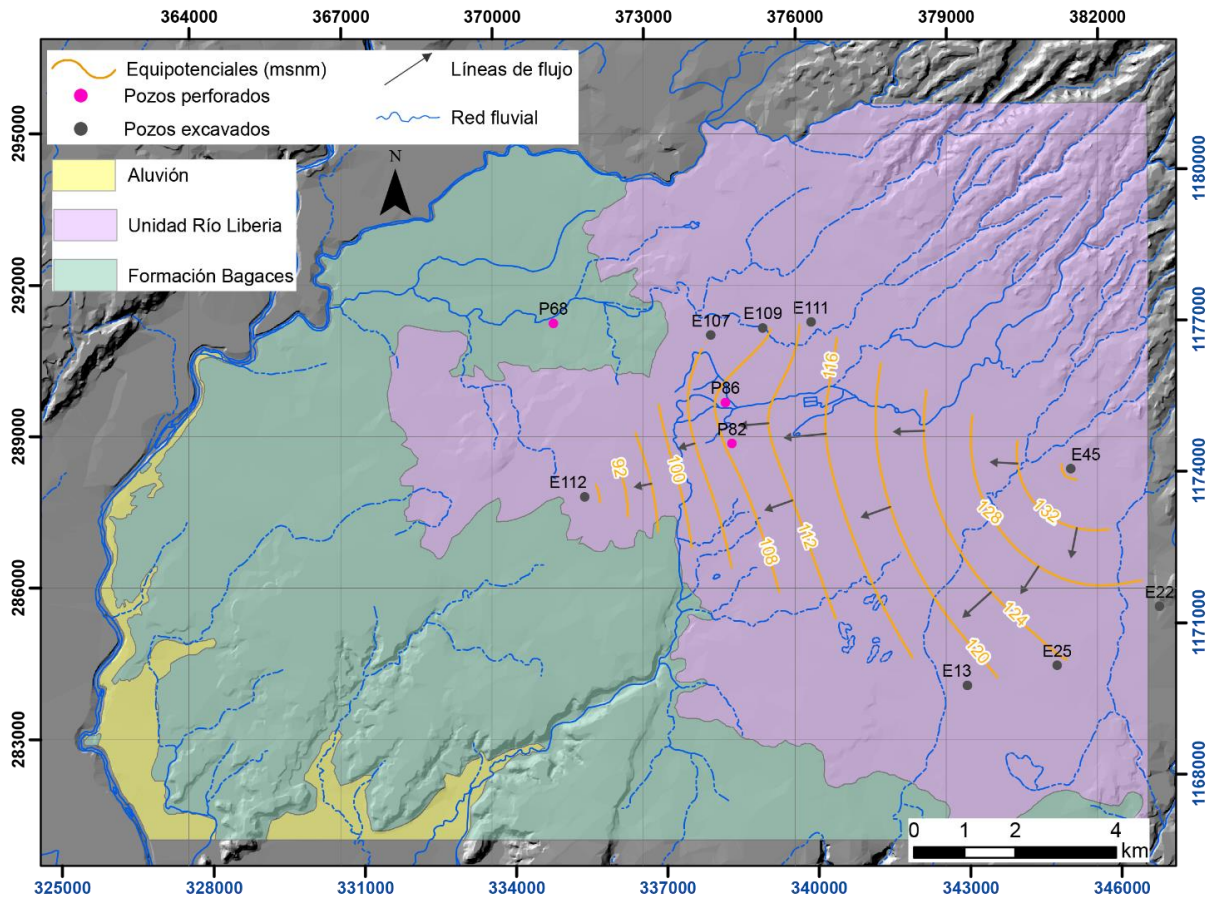 364000 367000 370000 373000 376000 379000 382000
Equipotenciales (msnm)
Pozos perforados
Pozos excavados
Líneas de flujo
Red fluvial
Aluvión
Unidad Río Liberia
Formación Bagaces
N
295000
292000
289000
286000
283000
1180000
1177000
1174000
1171000
1168000
P68
E107
E109
E111
116
P86
P82
E45
E112
92
100
108
112
128
132
E22
124
120
E25
E13
0 1 2 4
km
325000 328000 331000 334000 337000 340000 343000 346000